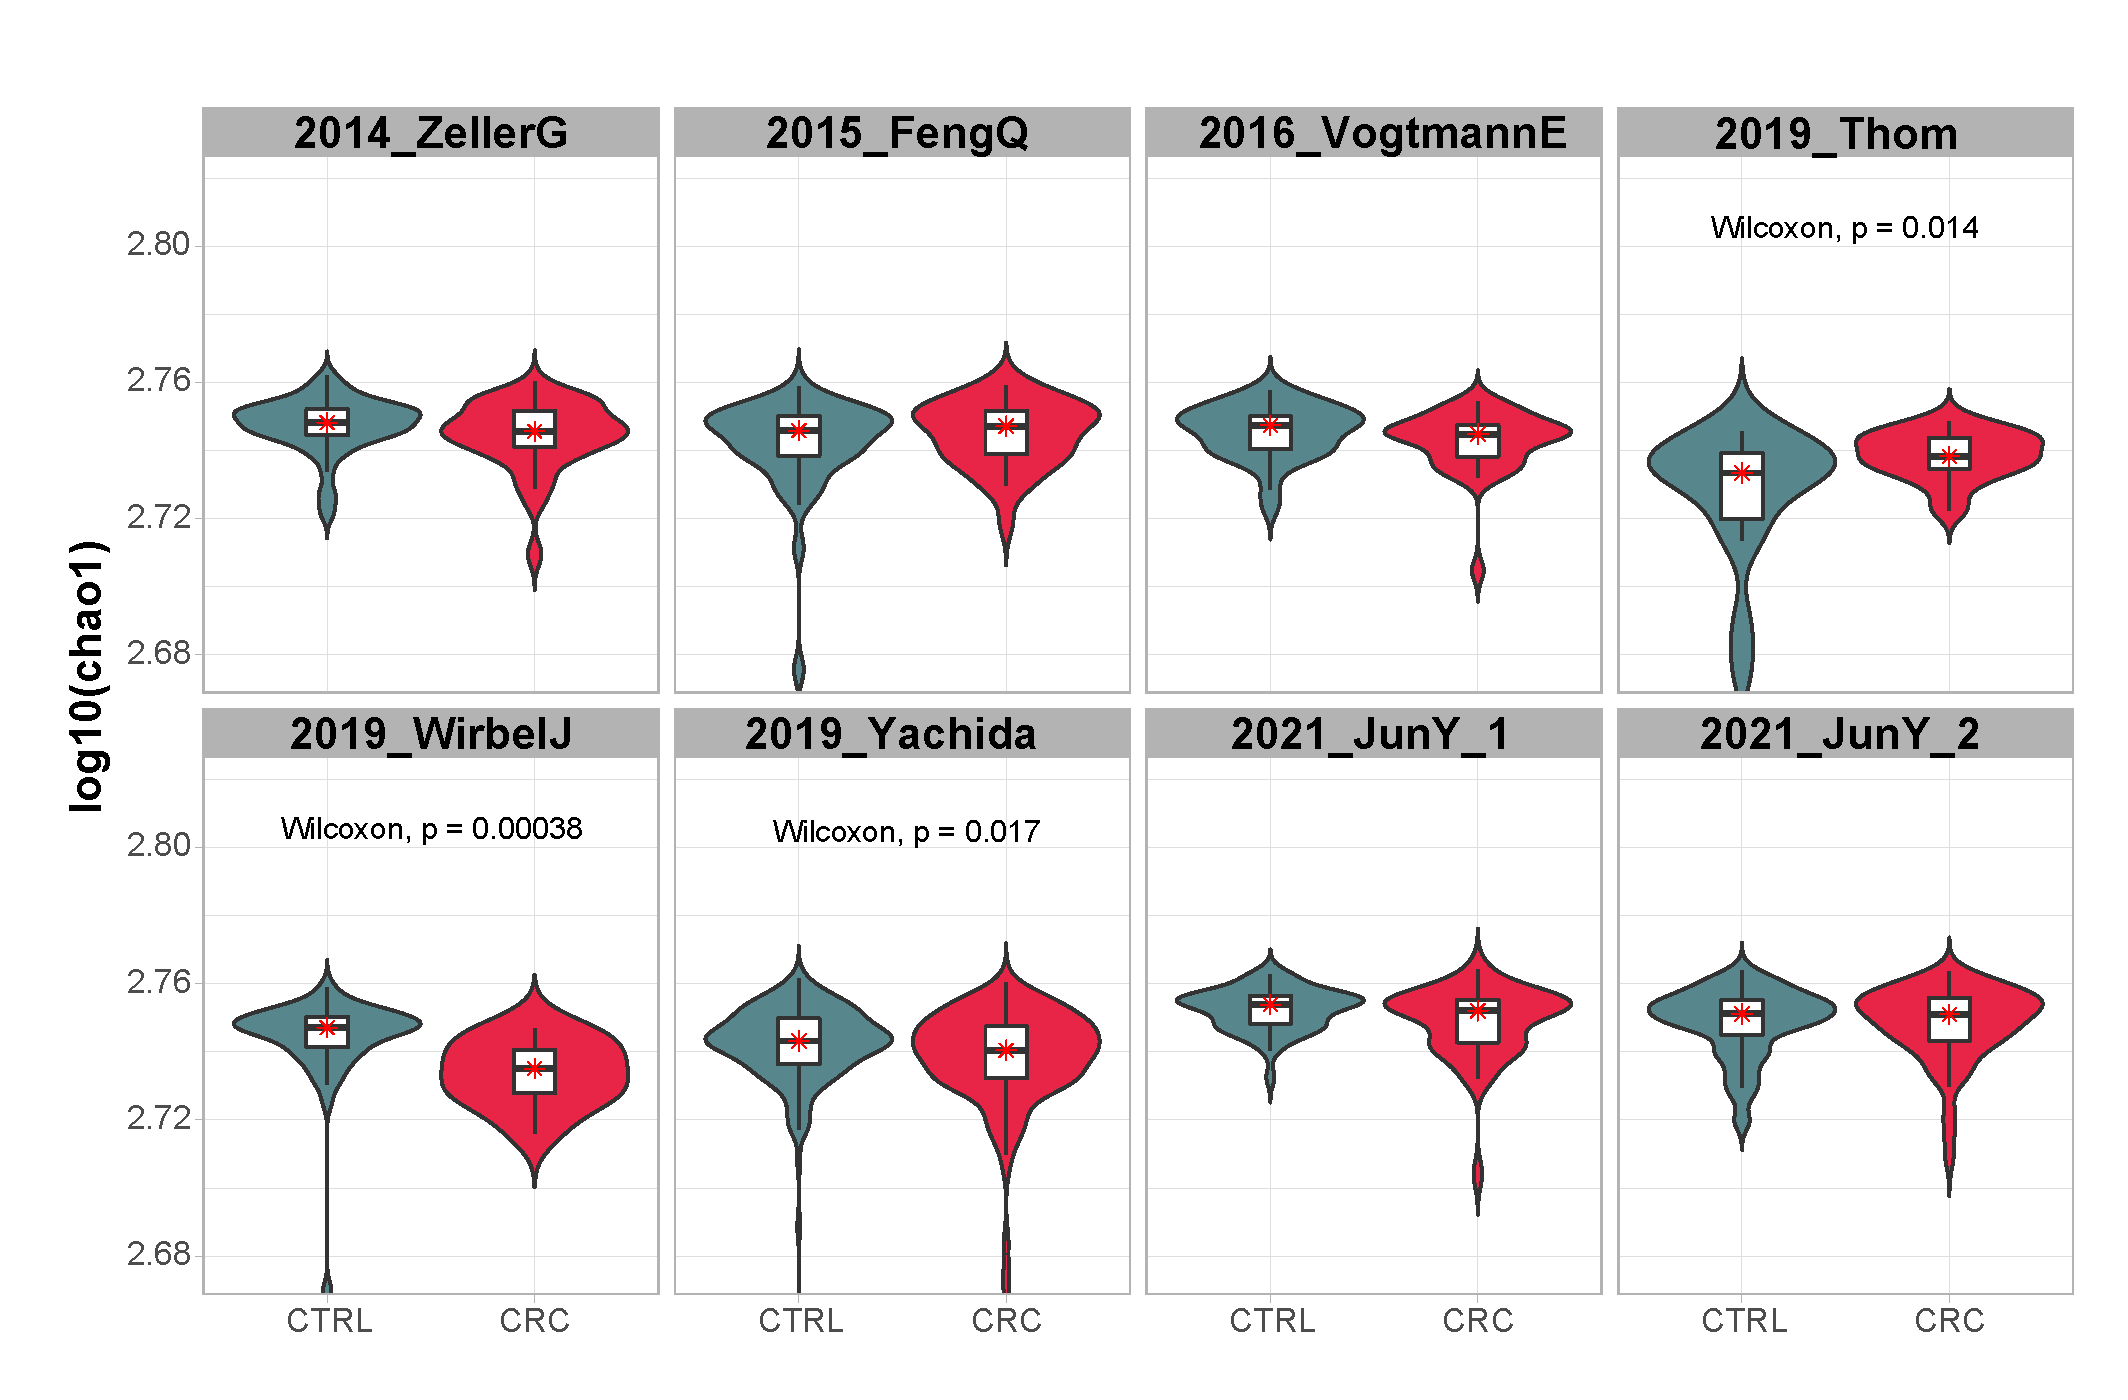 2014_ZellerG
2015_FengQ
2016_VogtmannE
2019_Thom
Wilcoxon, p = 0.014
2.80
2.76
2.72
2.68
log10(chao1)
2019_WirbelJ
2019_Yachida
2021_JunY_1
2021_JunY_2
Wilcoxon, p = 0.00038
Wilcoxon, p = 0.017
2.80
2.76
2.72
2.68
CTRL
CRC
CTRL
CRC
CTRL
CRC
CTRL
CRC